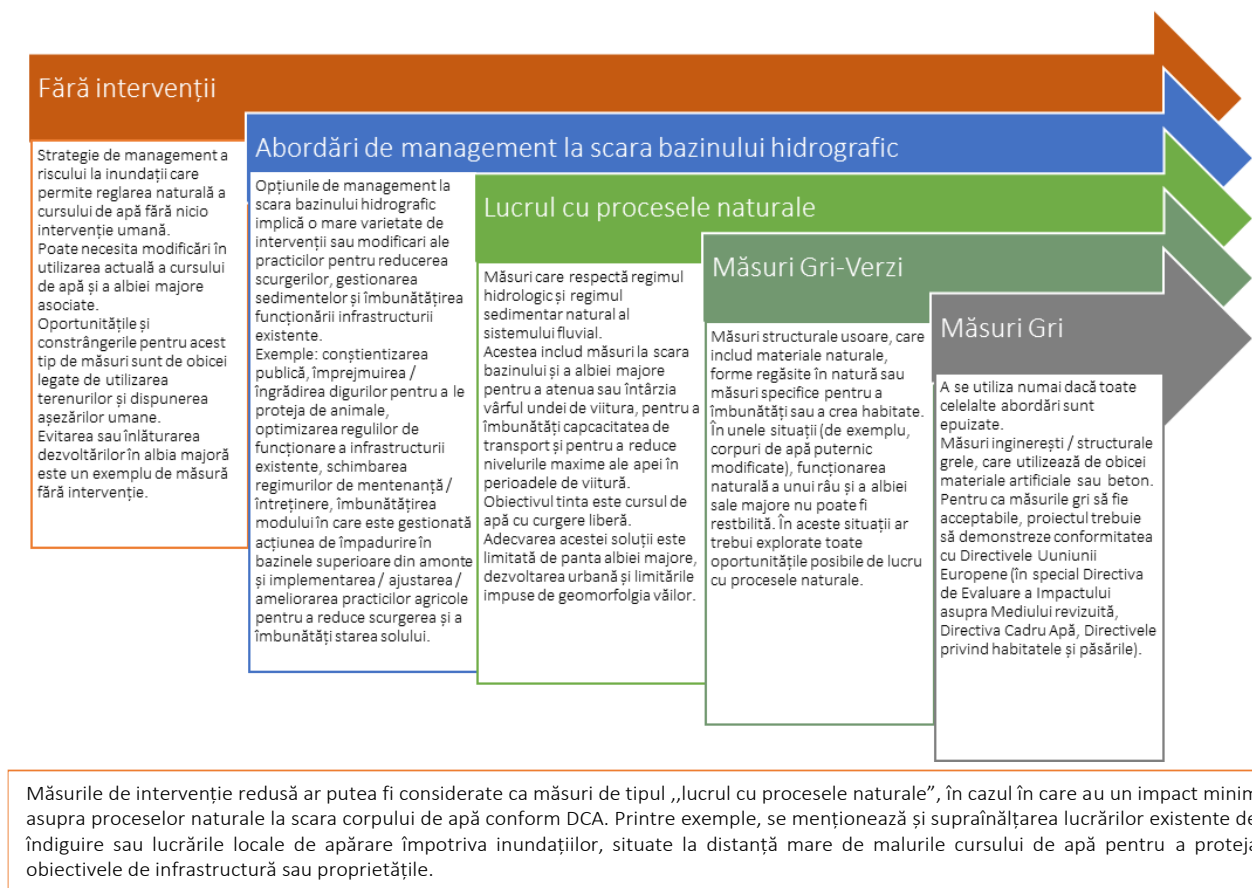 Fără intervenții
Strategie de management a
riscului la inundații care
permite reglarea naturală a
cursului de apă fără nicio
intervenție umană.
Poate necesita modificări în
utilizarea actuală a cursului
de apă și a albiei majore
asociate.
Oportunitățile și
constrângerile pentru acest
tip de măsuri sunt de obicei
legate de utilizarea
terenurilor și dispunerea
așezărilor umane.
Evitarea sau înlăturarea
dezvoltărilor în albia majoră
este un exemplu de măsură
fără intervenție.
Abordări de management la scara bazinului hidrografic
Opțiunile de management la
scara bazinului hidrografic
implică o mare varietate de
intervenții sau modificari ale
practicilor pentru reducerea
scurgerilor, gestionarea
sedimentelor și îmbunătățirea
funcționării infrastructurii
existente.
Exemple: conștientizarea
publică, împrejmuirea /
îngrădirea digurilor pentru a le
proteja de animale,
optimizarea regulilor de
funcționare a infrastructurii
existente, schimbarea
regimurilor de mentenanță /
întreținere, îmbunătățirea
modului în care este gestionată
acțiunea de împadurire în
bazinele superioare din amonte
și implementarea / ajustarea /
ameliorarea practicilor agricole
pentru a reduce scurgerea și a
îmbunătăți starea solului.
Lucrul cu procesele naturale
Măsuri care respectă regimul
hidrologic și regimul
sedimentar natural al
sistemului fluvial.
Acestea includ măsuri la scara
bazinului și a albiei majore
pentru a atenua sau întârzia
vârful undei de viitura, pentru a
îmbunătăți capcacitatea de
transport și pentru a reduce
nivelurile maxime ale apei în
perioadele de viitură.
Obiectivul tinta este cursul de
apă cu curgere liberă.
Adecvarea acestei soluții este
limitată de panta albiei majore,
dezvoltarea urbană și limitările
impuse de geomorfolgia văilor.
Măsuri Gri-Verzi
Măsuri structurale usoare, care
includ materiale naturale,
forme regăsite în natură sau
măsuri specifice pentru a
îmbunătăți sau a crea habitate.
În unele situații (de exemplu,
corpuri de apă puternic
modificate), funcționarea
naturală a unui râu și a albiei
sale majore nu poate fi
restbilită. În aceste situații ar
trebui explorate toate
oportunitățile posibile de lucru
cu procesele naturale.
Măsuri Gri
A se utiliza numai dacă toate
celelalte abordări sunt
epuizate.
Măsuri inginerești / structurale
grele, care utilizează de obicei
materiale artificiale sau beton.
Pentru ca măsurile gri să fie
acceptabile, proiectul trebuie
să demonstreze conformitatea
cu Directivele Uuniunii
Europene (în special Directiva
de Evaluare a Impactului
asupra Mediului revizuită,
Directiva Cadru Apă, Directivele
privind habitatele și păsările).
Măsurile de intervenție redusă ar putea fi considerate ca măsuri de tipul ,,lucrul cu procesele naturale”, în cazul în care au un impact minim
asupra proceselor naturale la scara corpului de apă conform DCA. Printre exemple, se menționează și supraînălțarea lucrărilor existente de
îndiguire sau lucrările locale de apărare împotriva inundațiilor, situate la distanță mare de malurile cursului de apă pentru a proteja
obiectivele de infrastructură sau proprietățile.